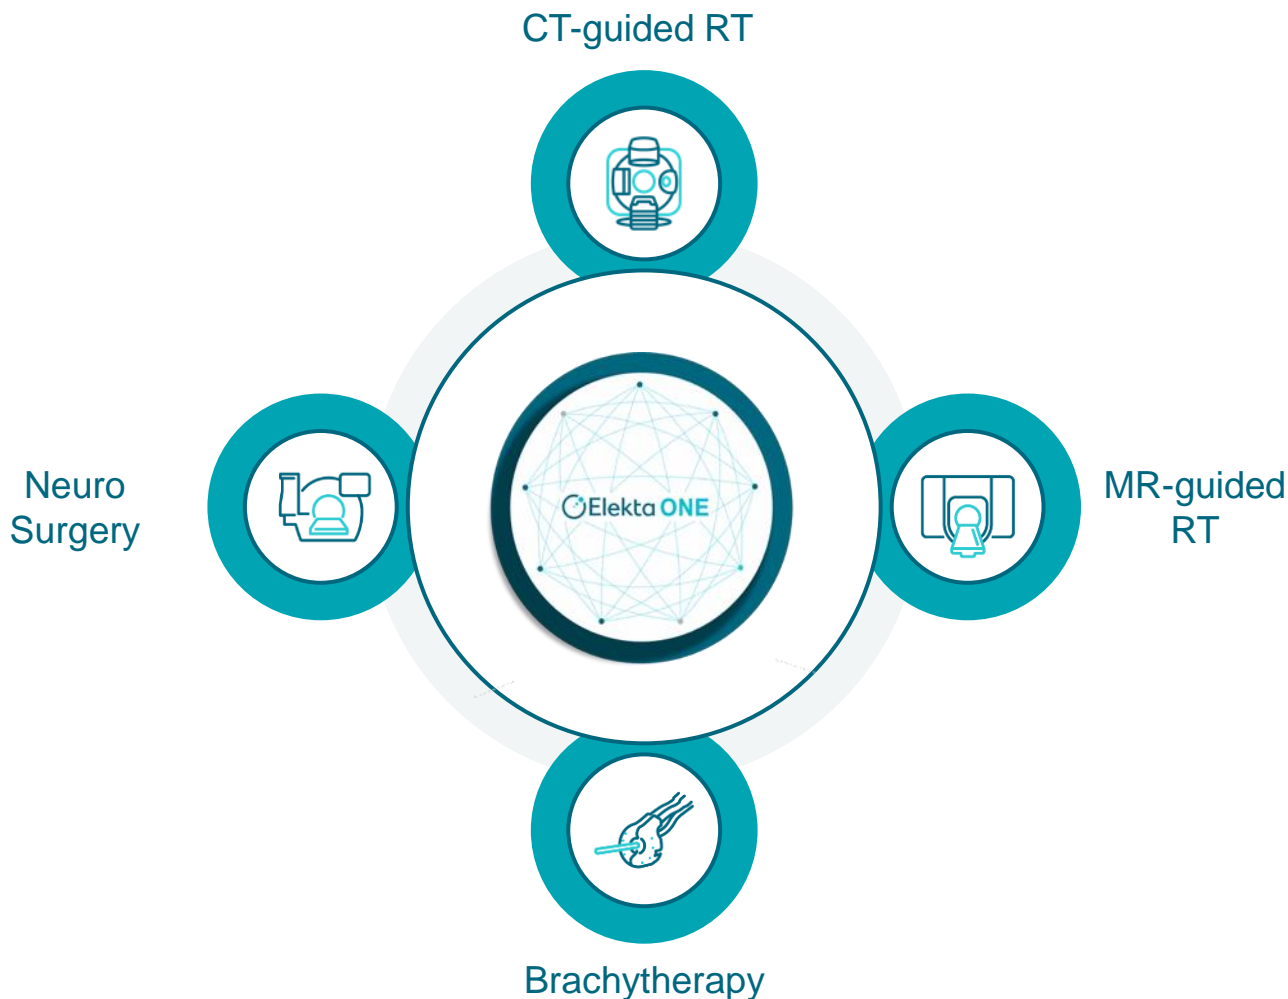 CT-guided RT
Neuro
Surgery
Elekta ONE
MR-guided
RT
Brachytherapy